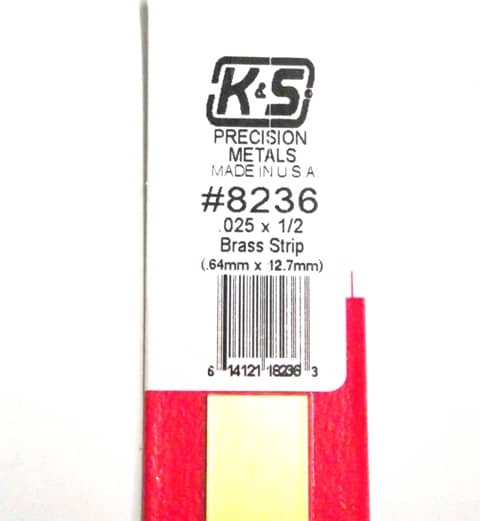 K&S
PRECISION
METALS
MADE IN U S A
#8236
.025 x 1/2
Brass Strip
(.64mm x 12.7mm)
6 14121 18236 3